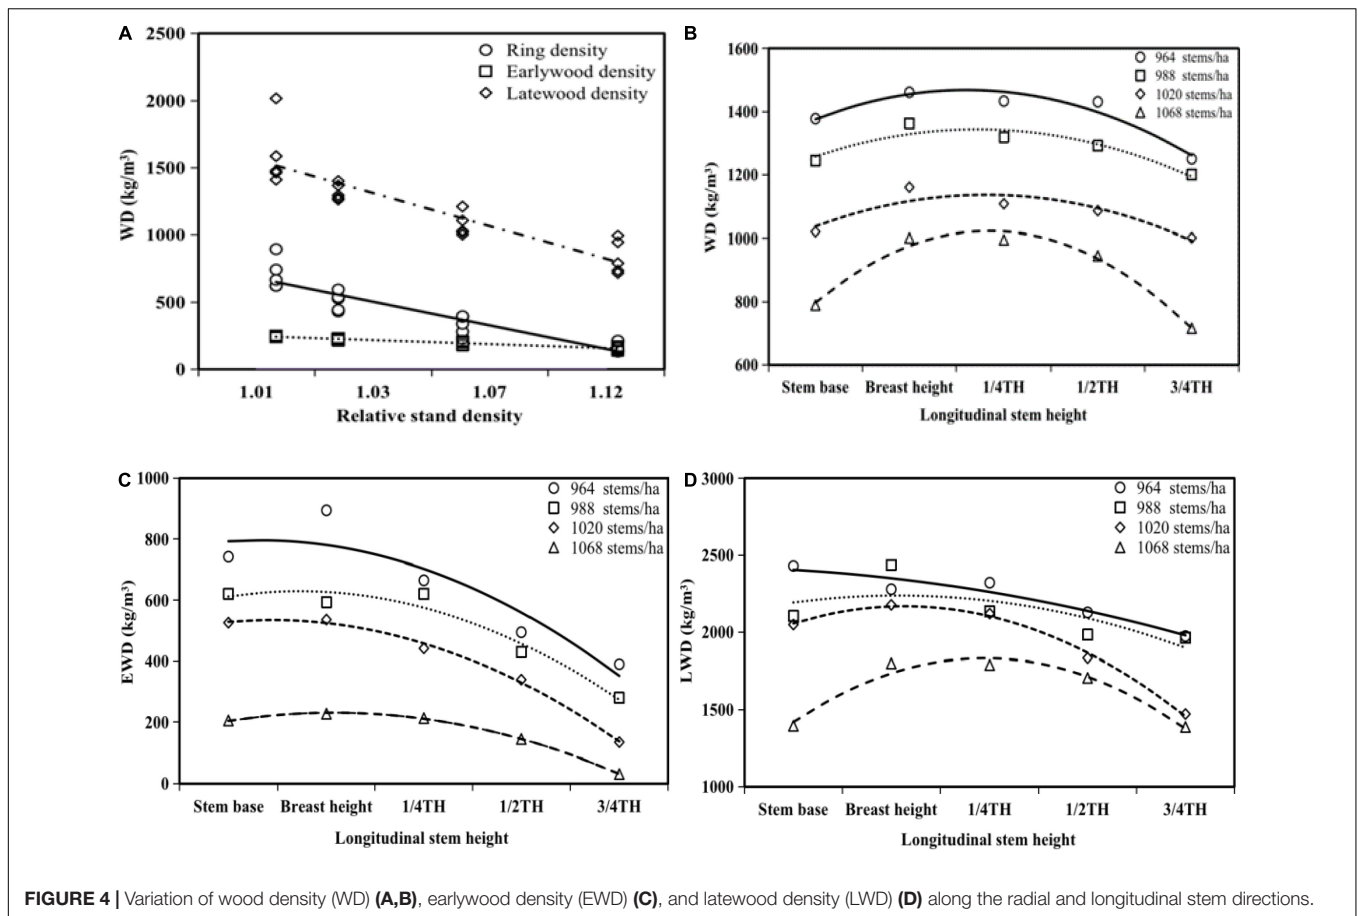 A
2500
2000
1500
1000
500
0
WD (kg/m³)
Ring density
Earlywood density
Latewood density
1.01 1.03 1.07 1.12
Relative stand density
B
1600
1400
1200
1000
800
600
WD (kg/m³)
964 stems/ha
988 stems/ha
1020 stems/ha
1068 stems/ha
Stem base Breast height 1/4TH 1/2TH 3/4TH
Longitudinal stem height
C
1000
800
600
400
200
0
EWD (kg/m³)
964 stems/ha
988 stems/ha
1020 stems/ha
1068 stems/ha
Stem base Breast height 1/4TH 1/2TH 3/4TH
Longitudinal stem height
D
3000
2500
2000
1500
1000
LWD (kg/m³)
964 stems/ha
988 stems/ha
1020 stems/ha
1068 stems/ha
Stem base Breast height 1/4TH 1/2TH 3/4TH
Longitudinal stem height
FIGURE 4 | Variation of wood density (WD) (A,B), earlywood density (EWD) (C), and latewood density (LWD) (D) along the radial and longitudinal stem directions.